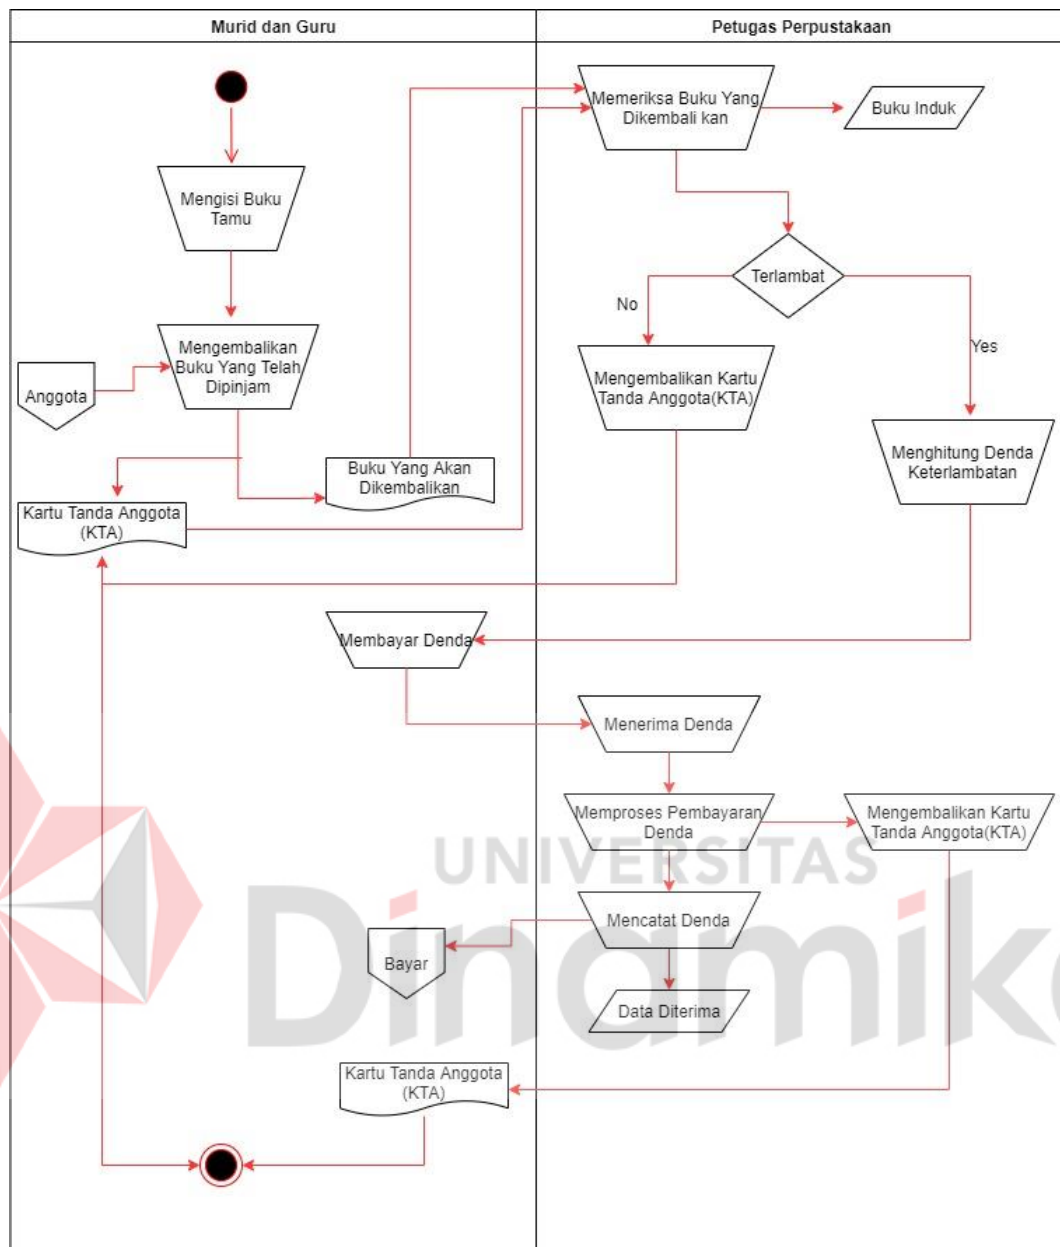 Murid dan Guru
Petugas Perpustakaan
Memeriksa Buku Yang
Dikembali kan
Buku Induk
Mengisi Buku
Tamu
Terlambat
No
Yes
Mengembalikan
Buku Yang Telah
Dipinjam
Anggota
Mengembalikan Kartu
Tanda Anggota(KTA)
Menghitung Denda
Keterlambatan
Buku Yang Akan
Dikembalikan
Kartu Tanda Anggota
(KTA)
Membayar Denda
Menerima Denda
Memproses Pembayaran
Denda
Mengembalikan Kartu
Tanda Anggota(KTA)
UNIVERSITAS
Dinamika
Mencatat Denda
Bayar
Data Diterima
Kartu Tanda Anggota
(KTA)